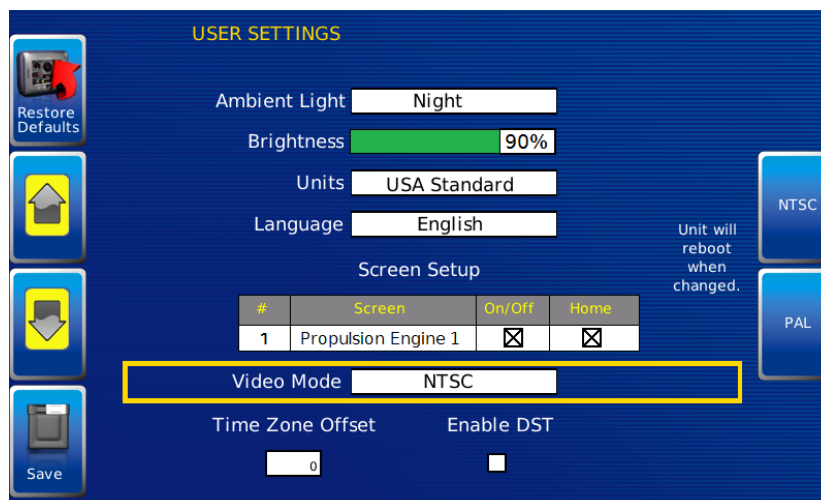 USER SETTINGS
Restore
Defaults
Ambient Light Night
Brightness 90%
Units USA Standard
Language English
NTSC
Unit will
reboot
when
changed.
Screen Setup
# Screen On/Off Home
1 Propulsion Engine 1
PAL
Video Mode NTSC
Time Zone Offset Enable DST
0
Save